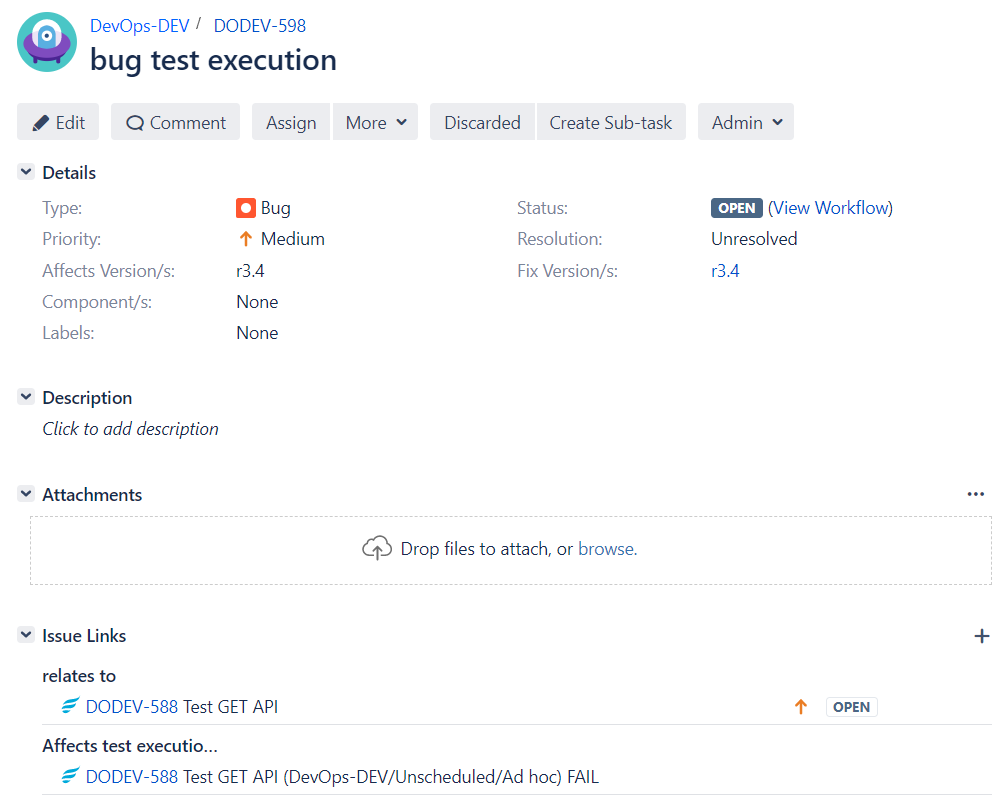 DevOps-DEV / DODEV-598
bug test execution
Edit Comment Assign More Discarded Create Sub-task Admin
Details
Type: Bug Status: OPEN (View Workflow)
Priority: Medium Resolution: Unresolved
Affects Version/s: r3.4 Fix Version/s: r3.4
Component/s: None
Labels: None
Description
Click to add description
Attachments
Drop files to attach, or browse.
Issue Links
relates to
DODEV-588 Test GET API OPEN
Affects test executio...
DODEV-588 Test GET API (DevOps-DEV/Unscheduled/Ad hoc) FAIL